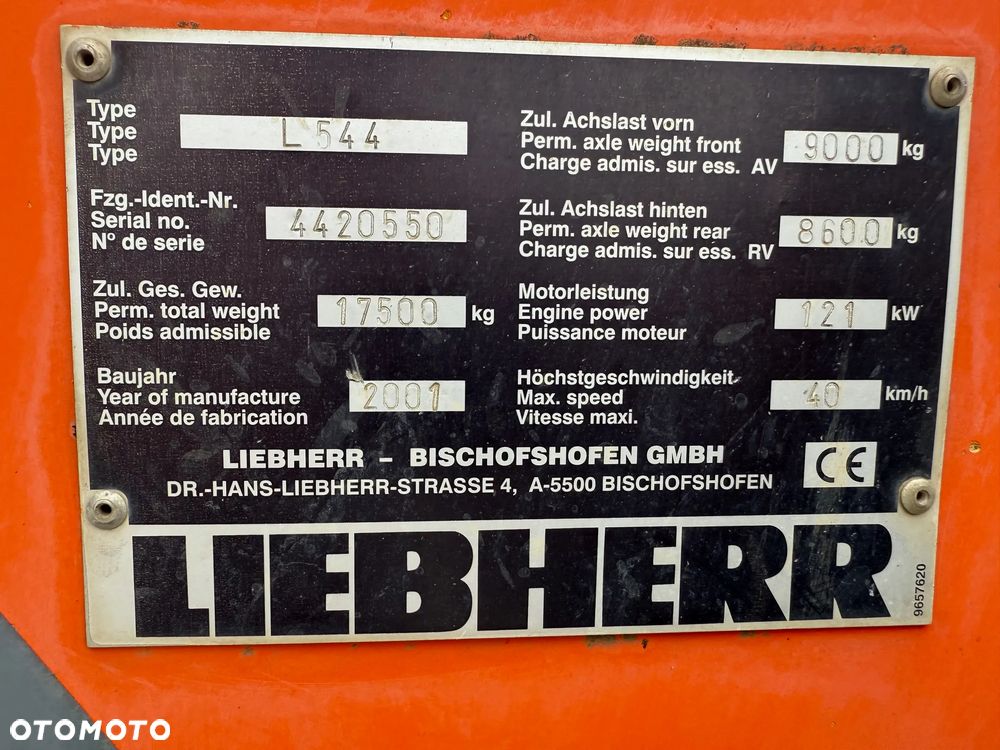 Type
Type
Type
L 544
Fzg.-Ident.-Nr.
Serial no.
N° de serie
4420550
Zul. Ges. Gew.
Perm. total weight
Poids admissible
17500 kg
Baujahr
Year of manufacture
Année de fabrication
2001
Zul. Achslast vorn
Perm. axle weight front
Charge admis. sur ess. AV
9000 kg
Zul. Achslast hinten
Perm. axle weight rear
Charge admis. sur ess. RV
8600 kg
Motorleistung
Engine power
Puissance moteur
121 kW
Höchstgeschwindigkeit
Max. speed
Vitesse maxi.
40 km/h
LIEBHERR – BISCHOFSHOFEN GMBH
DR.-HANS-LIEBHERR-STRASSE 4, A-5500 BISCHOFSHOFEN
CE
LIEBHERR
9657620
OTOMOTO